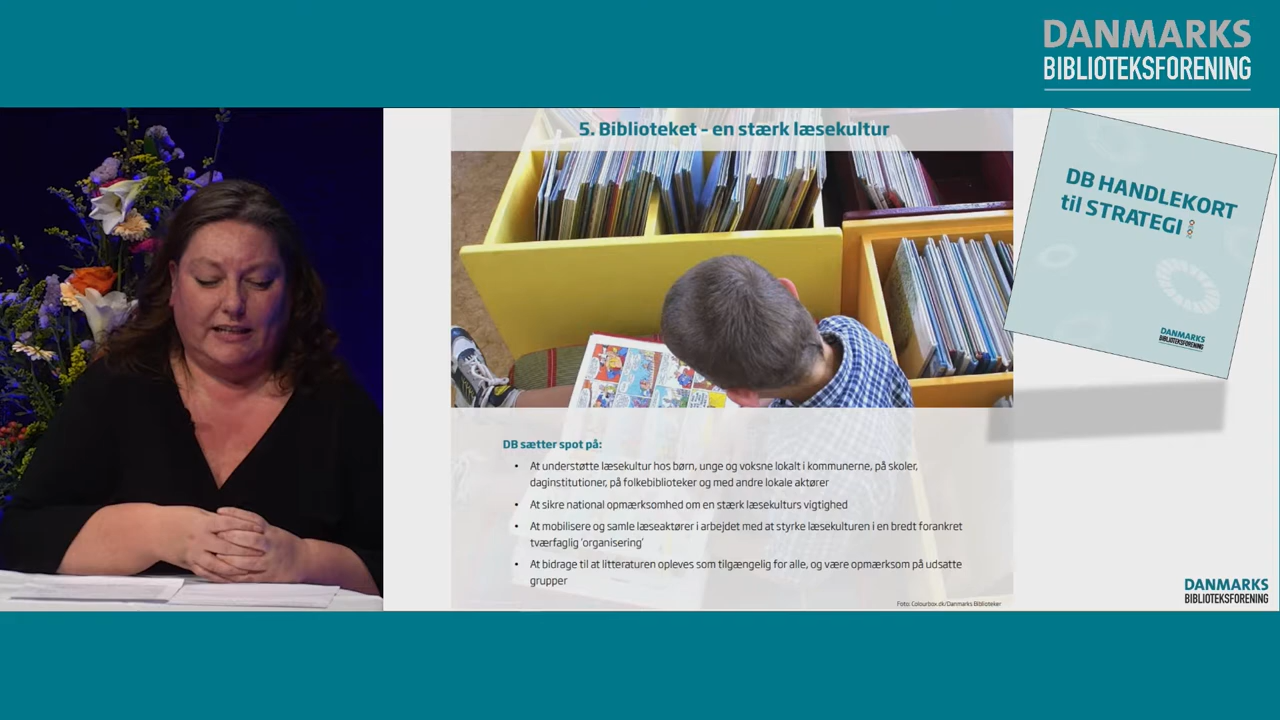 DANMARKS
BIBLIOTEKSFORENING
5. Biblioteket - en stærk læsekultur
DB HANDLEKORT
til STRATEGI
DANMARKS
BIBLIOTEKSFORENING
DB sætter spot på:
• At understøtte læsekultur hos børn, unge og voksne lokalt i kommunerne, på skoler,
daginstitutioner, på folkebiblioteker og med andre lokale aktører
• At sikre national opmærksomhed om en stærk læsekulturs vigtighed
• At mobilisere og samle læseaktører i arbejdet med at styrke læsekulturen i en bredt forankret
tværfaglig 'organisering'
• At bidrage til at litteraturen opleves som tilgængelig for alle, og være opmærksom på udsatte
grupper
Foto: Colourbox.dk/Danmarks Biblioteker
DANMARKS
BIBLIOTEKSFORENING